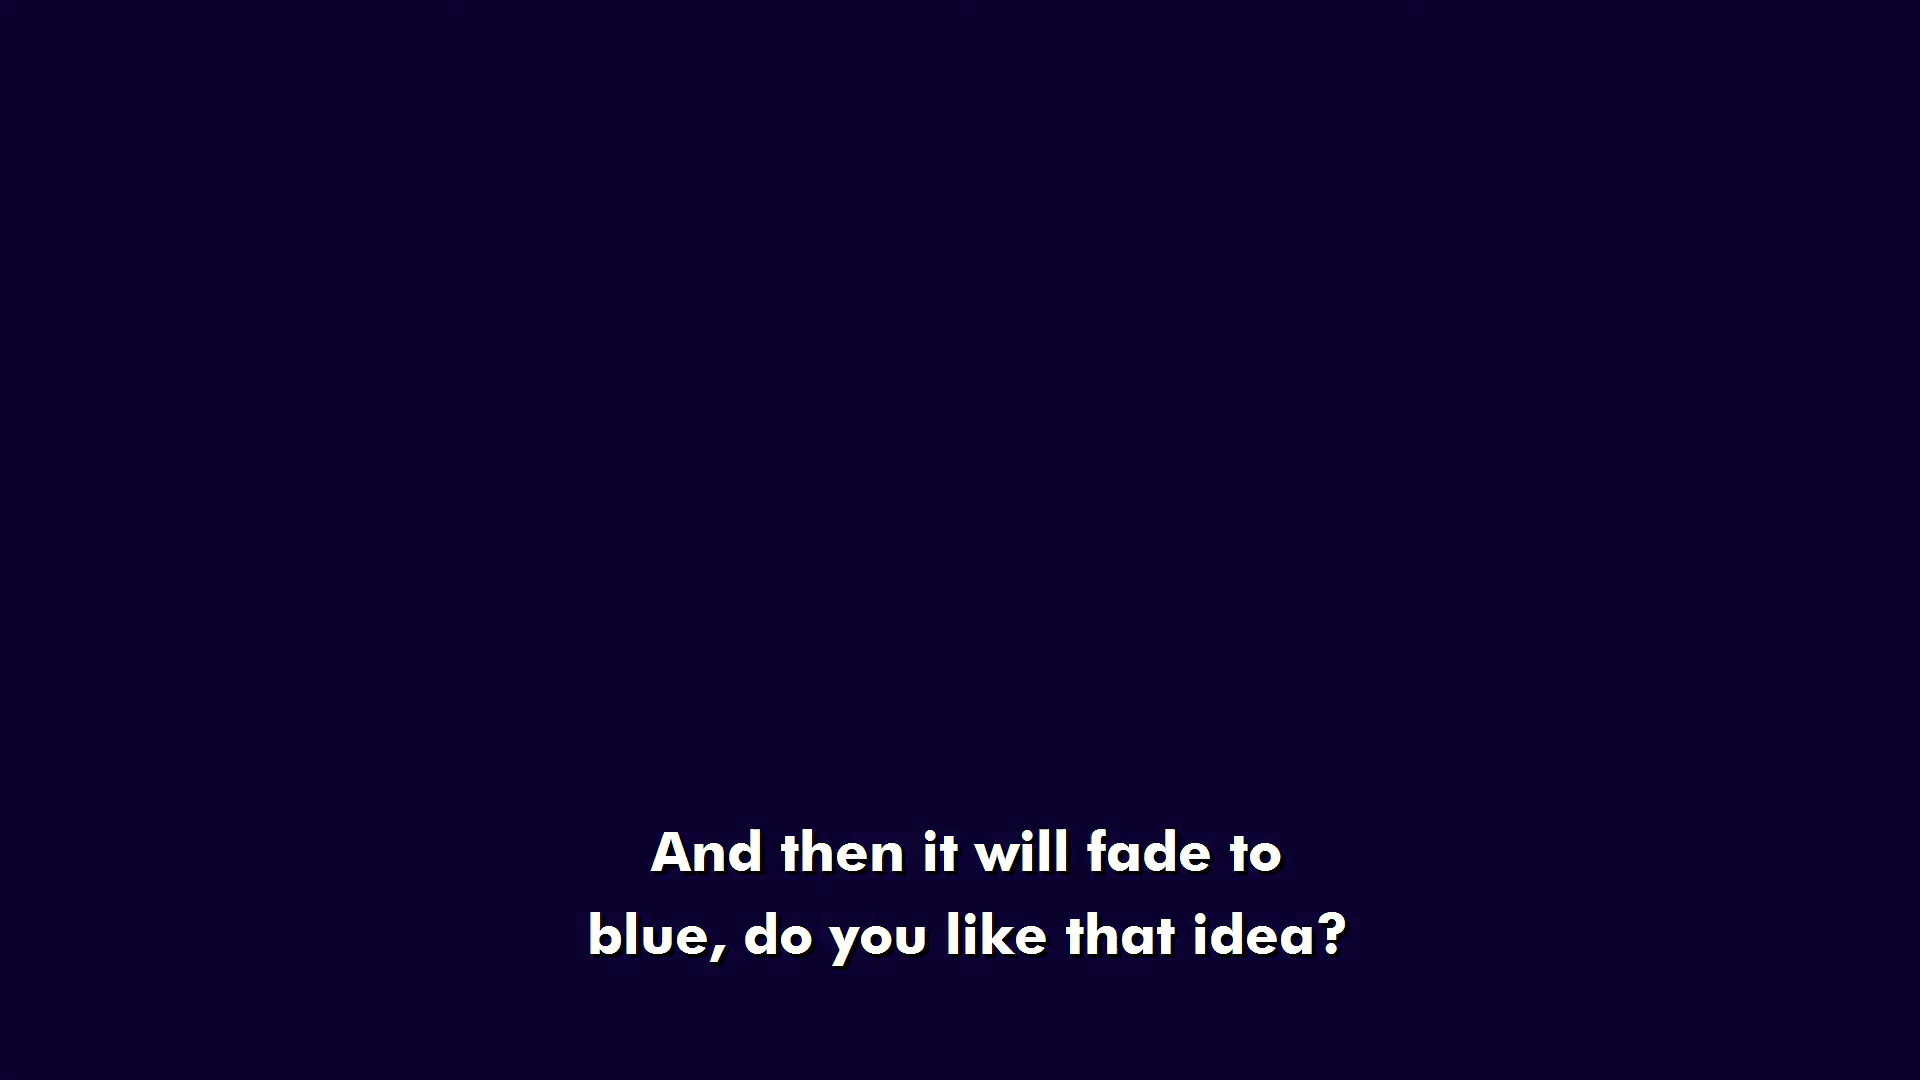 And then it will fade to
blue, do you like that idea?